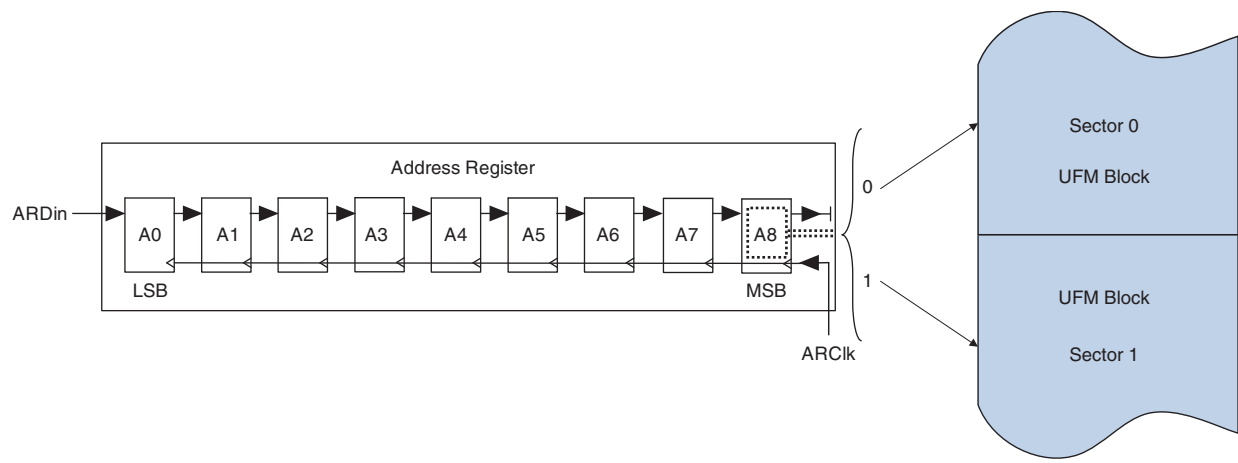 Sector 0
Address Register
0
UFM Block
ARDin
A0 A1 A2 A3 A4 A5 A6 A7 A8
LSB MSB
1
UFM Block
ARClk
Sector 1